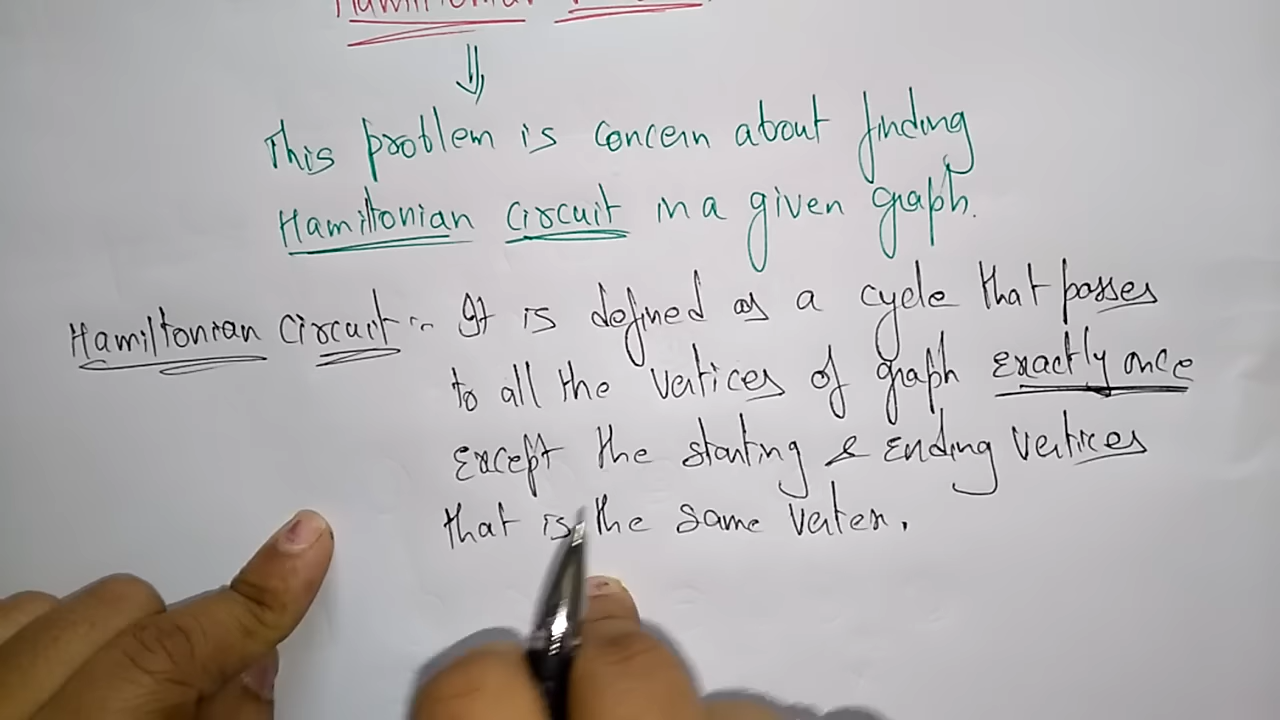 Hamiltonian
This problem is concern about finding
Hamiltonian Circuit in a given graph.
Hamiltonian Circuit :- It is defined as a cycle that passes
to all the vertices of graph exactly once
Except the starting & Ending vertices
that is the same vertex.